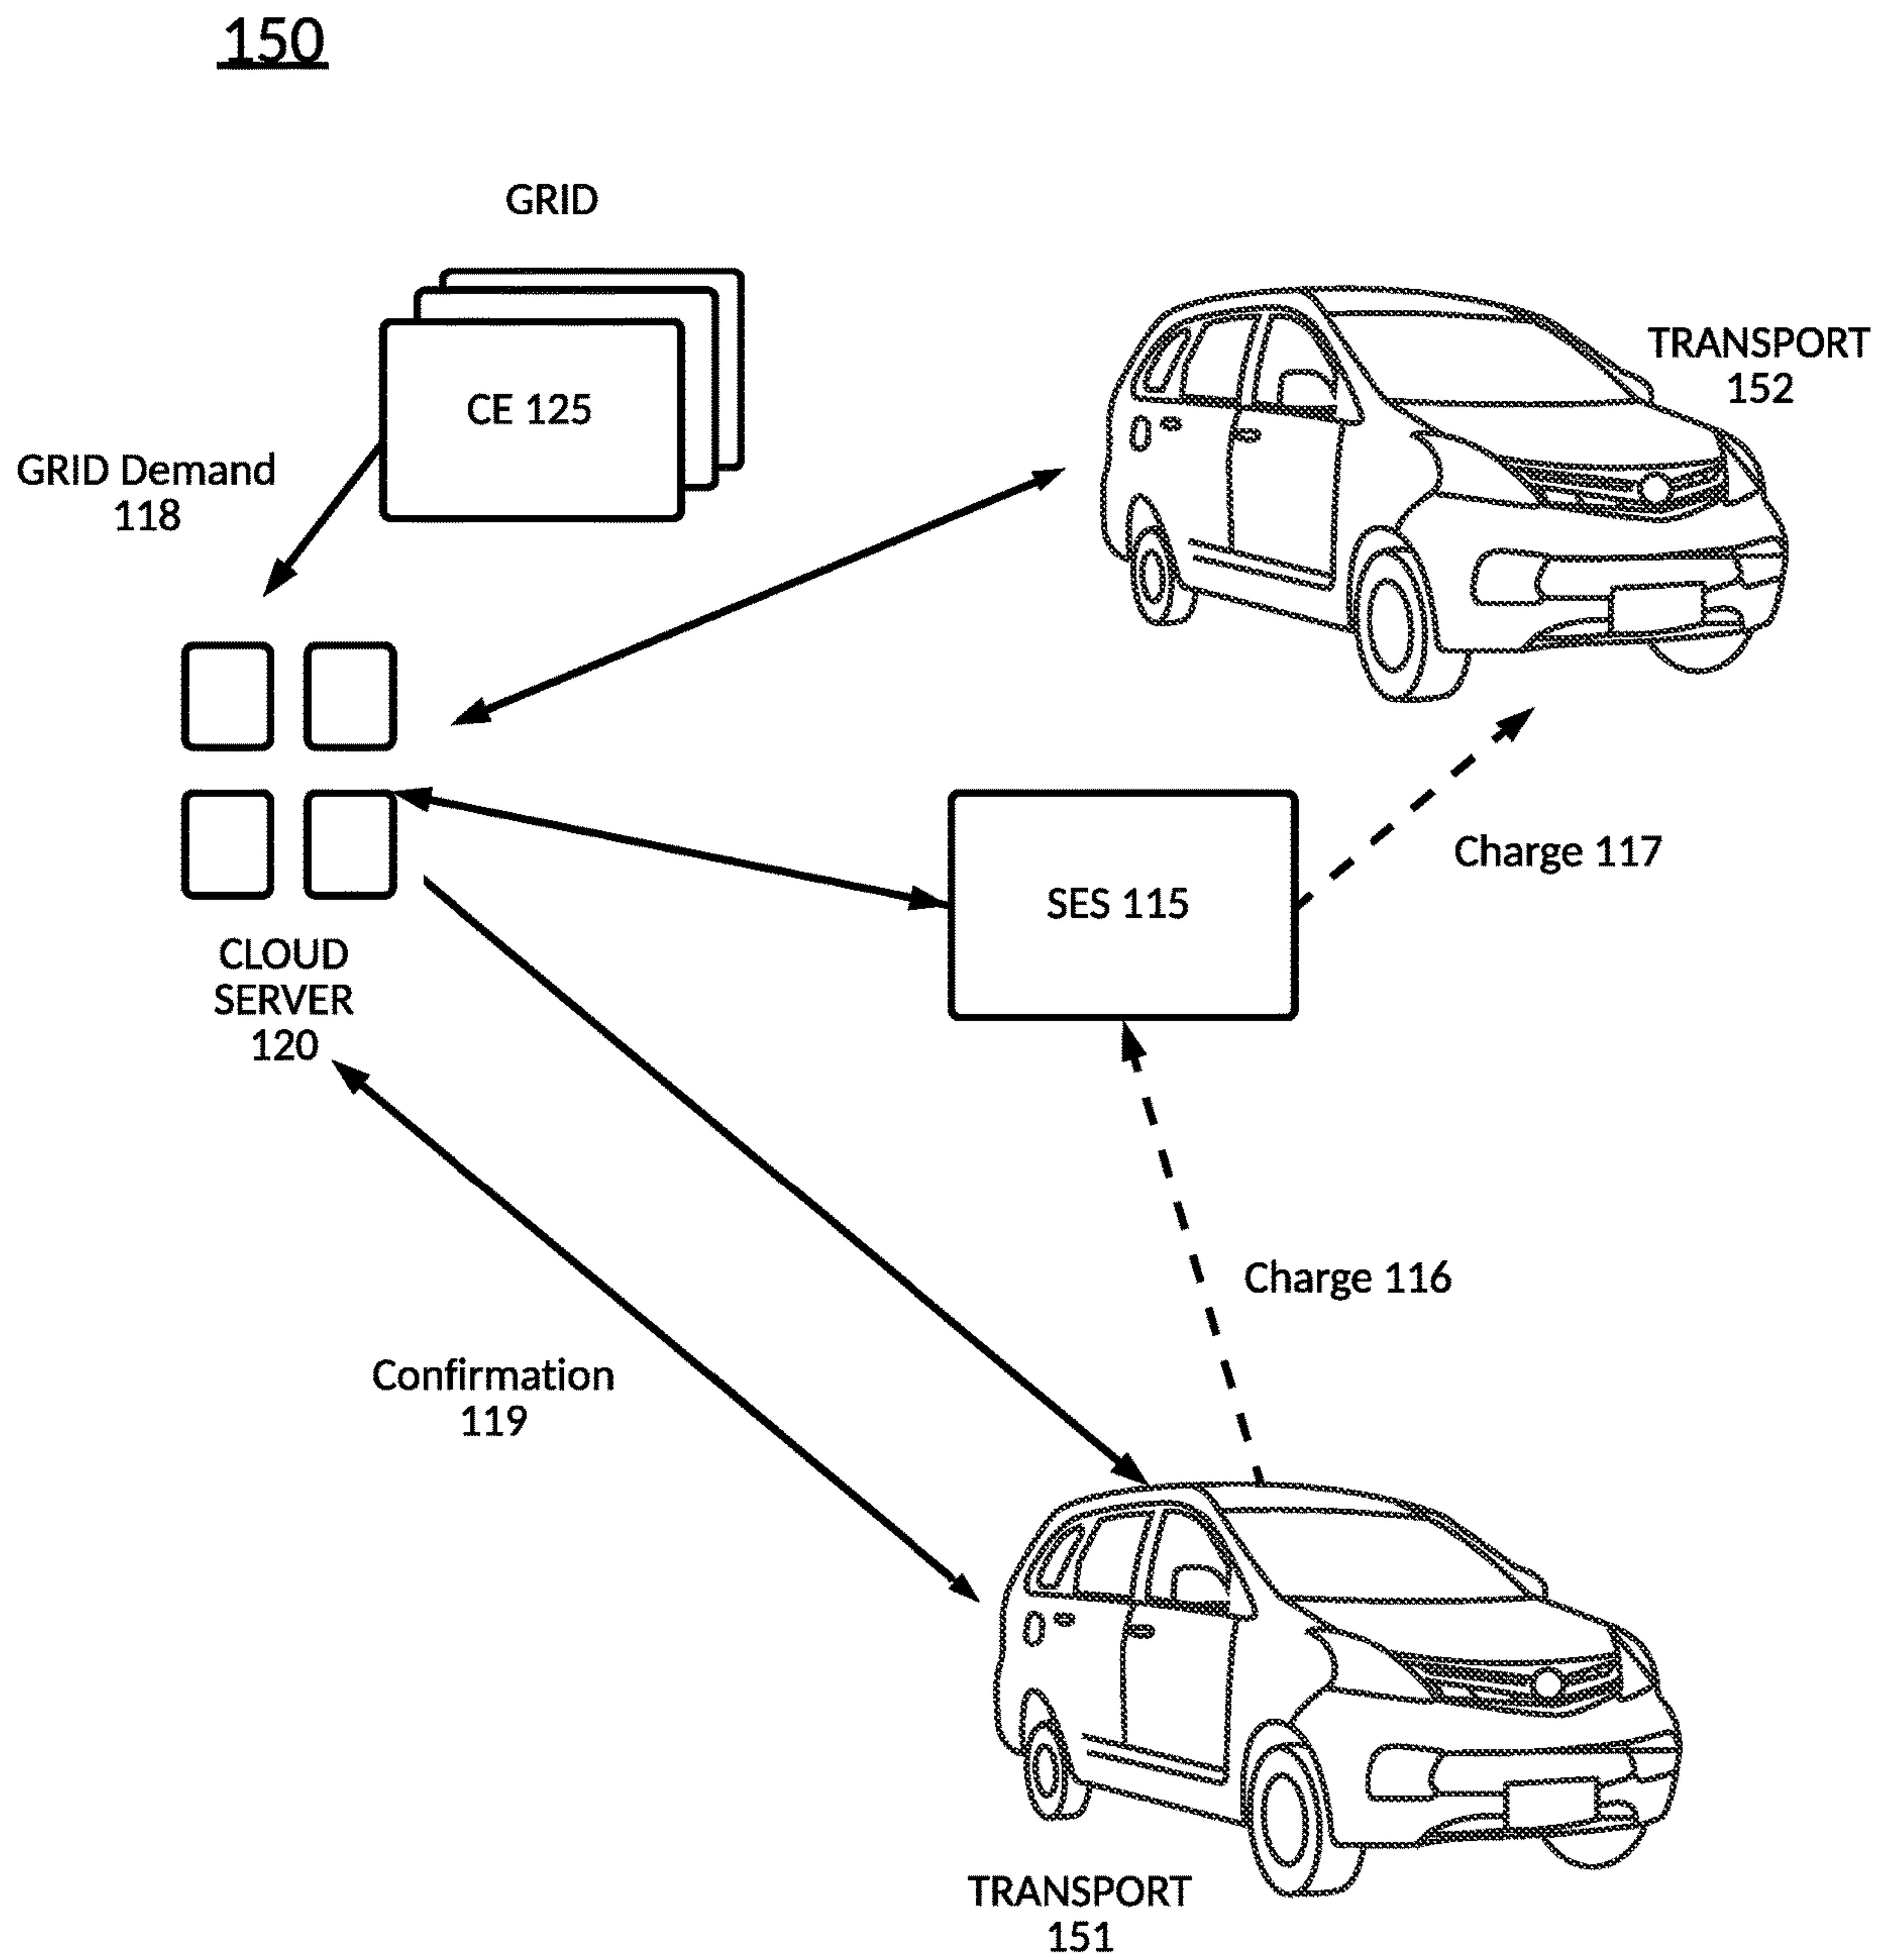 150
GRID
CE 125
GRID Demand
118
TRANSPORT
152
Charge 117
SES 115
CLOUD
SERVER
120
Charge 116
Confirmation
119
TRANSPORT
151